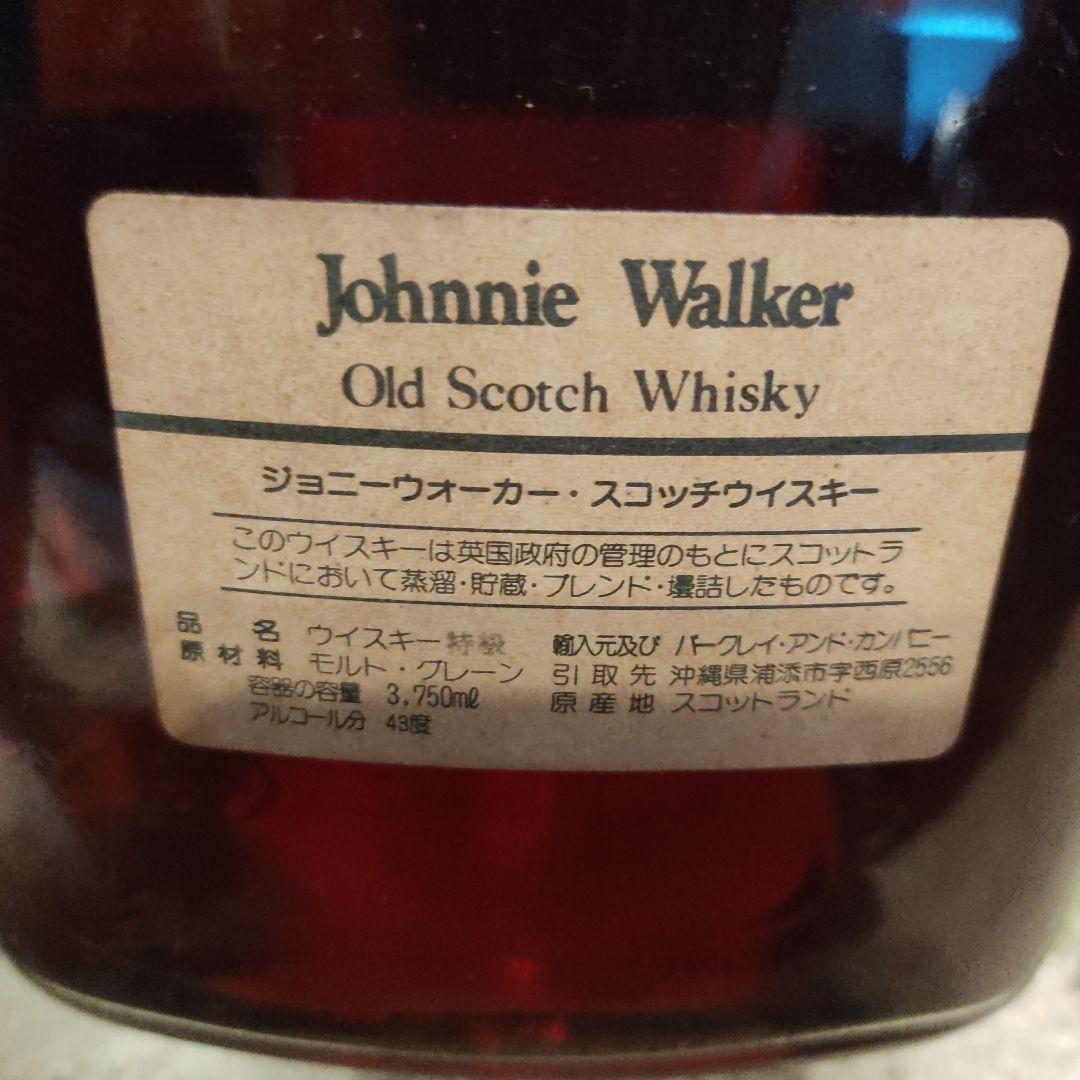 Johnnie Walker
Old Scotch Whisky
ジョニーウォーカー・スコッチウイスキー
このウイスキーは英国政府の管理のもとにスコットラ
ンドにおいて蒸溜・貯蔵・ブレンド・壜詰したものです。
品 名 ウイスキー特級
原材料 モルト・グレーン
容器の容量 3,750ml
アルコール分 43度
輸入元及び バークレイ・アンド・カンパニー
引取先 沖縄県浦添市字西原2556
原産地 スコットランド